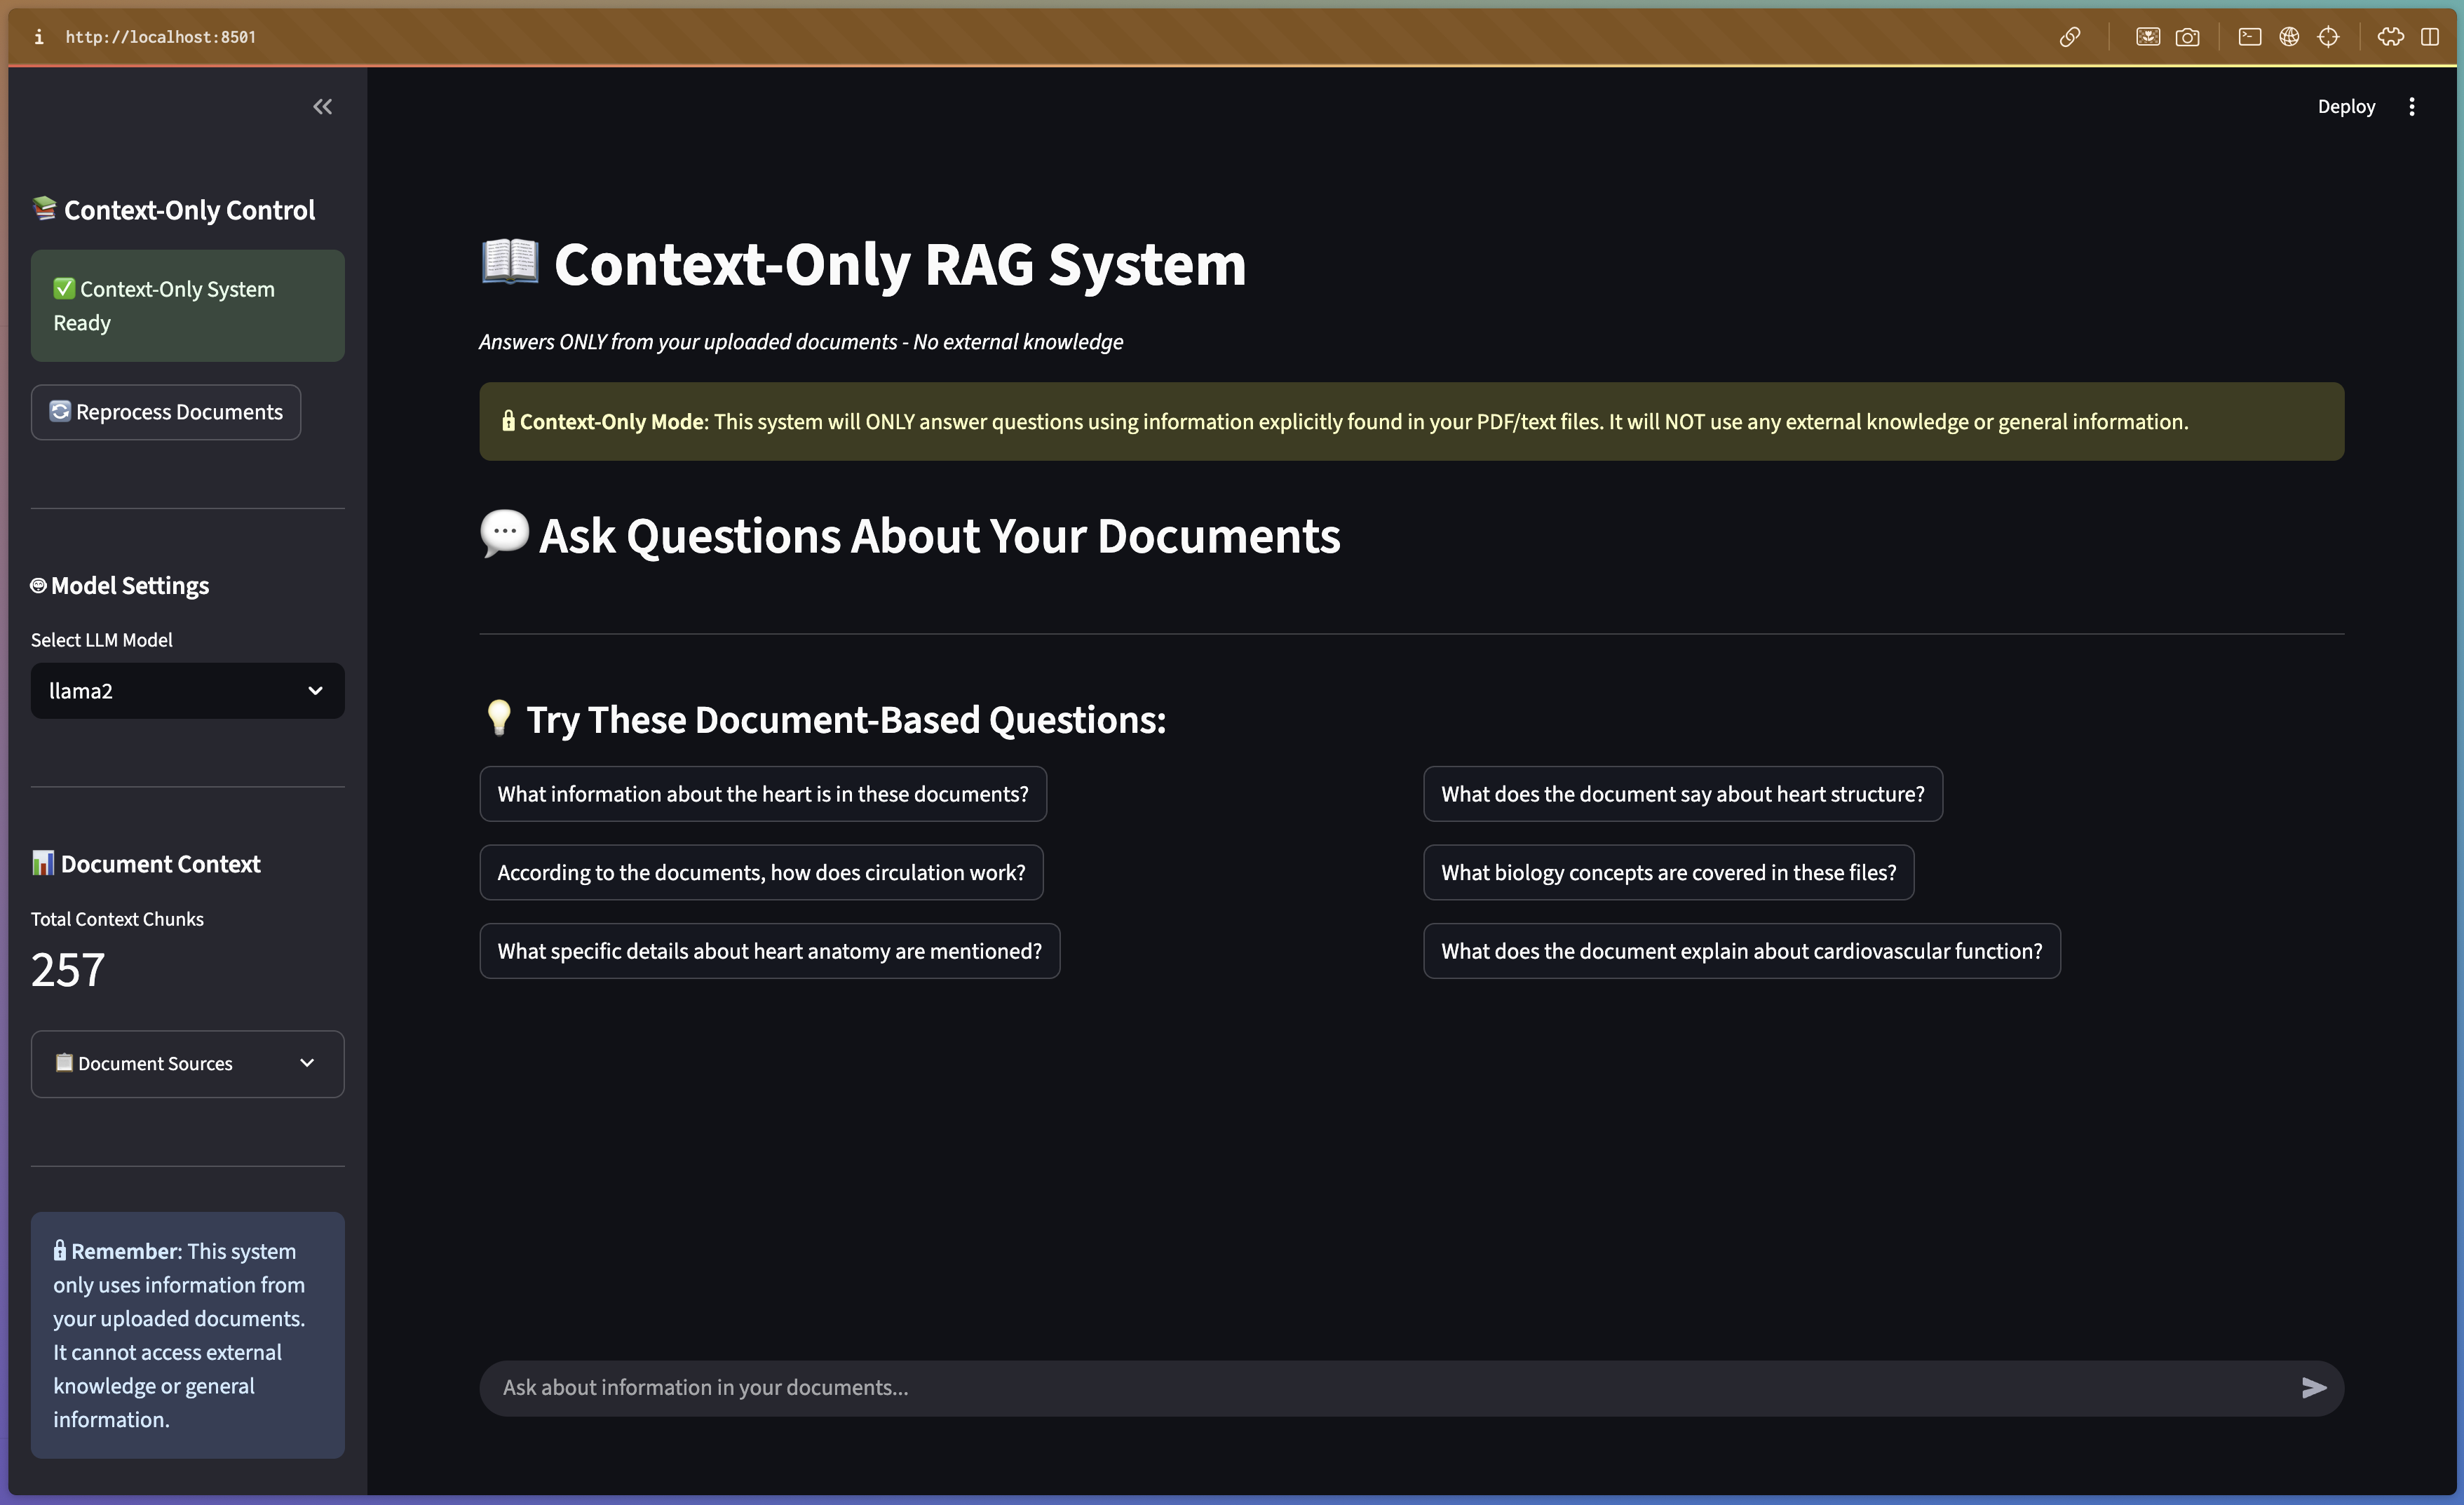 http://localhost:8501
Deploy
📚 Context-Only Control
✅ Context-Only System
Ready
Reprocess Documents
Model Settings
Select LLM Model
llama2
📊 Document Context
Total Context Chunks
257
📋 Document Sources
🔒 Remember: This system
only uses information from
your uploaded documents.
It cannot access external
knowledge or general
information.
📖 Context-Only RAG System
Answers ONLY from your uploaded documents - No external knowledge
🔒 Context-Only Mode: This system will ONLY answer questions using information explicitly found in your PDF/text files. It will NOT use any external knowledge or general information.
💬 Ask Questions About Your Documents
💡 Try These Document-Based Questions:
What information about the heart is in these documents?
What does the document say about heart structure?
According to the documents, how does circulation work?
What biology concepts are covered in these files?
What specific details about heart anatomy are mentioned?
What does the document explain about cardiovascular function?
Ask about information in your documents...